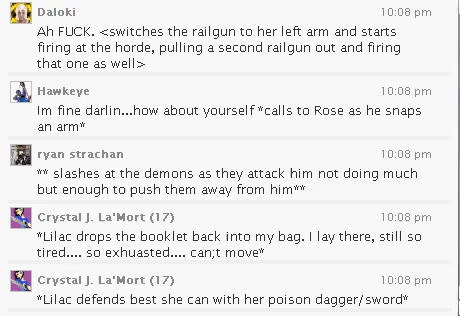 Daloki 10:08 pm
Ah FUCK. <switches the railgun to her left arm and starts
firing at the horde, pulling a second railgun out and firing
that one as well>
Hawkeye 10:08 pm
Im fine darlin...how about yourself *calls to Rose as he snaps
an arm*
ryan strachan 10:08 pm
** slashes at the demons as they attack him not doing much
but enough to push them away from him**
Crystal J. La'Mort (17) 10:08 pm
*Lilac drops the booklet back into my bag. I lay there, still so
tired.... so exhuasted.... can;t move*
Crystal J. La'Mort (17) 10:08 pm
*Lilac defends best she can with her poison dagger/sword*